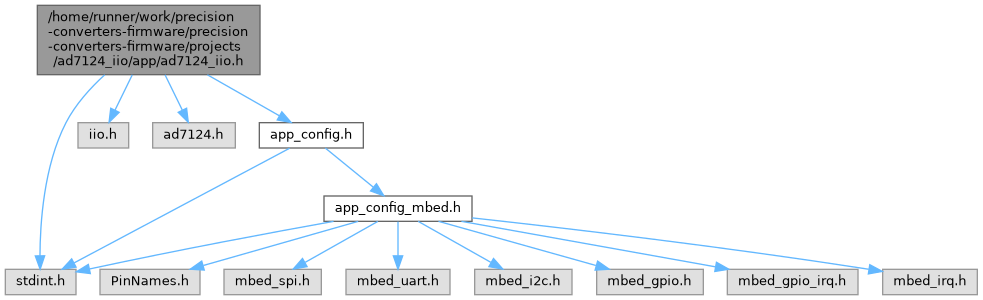 /home/runner/work/precision
-converters-firmware/precision
-converters-firmware/projects
/ad7124_iio/app/ad7124_iio.h
iio.h
ad7124.h
app_config.h
app_config_mbed.h
stdint.h
PinNames.h
mbed_spi.h
mbed_uart.h
mbed_i2c.h
mbed_gpio.h
mbed_gpio_irq.h
mbed_irq.h